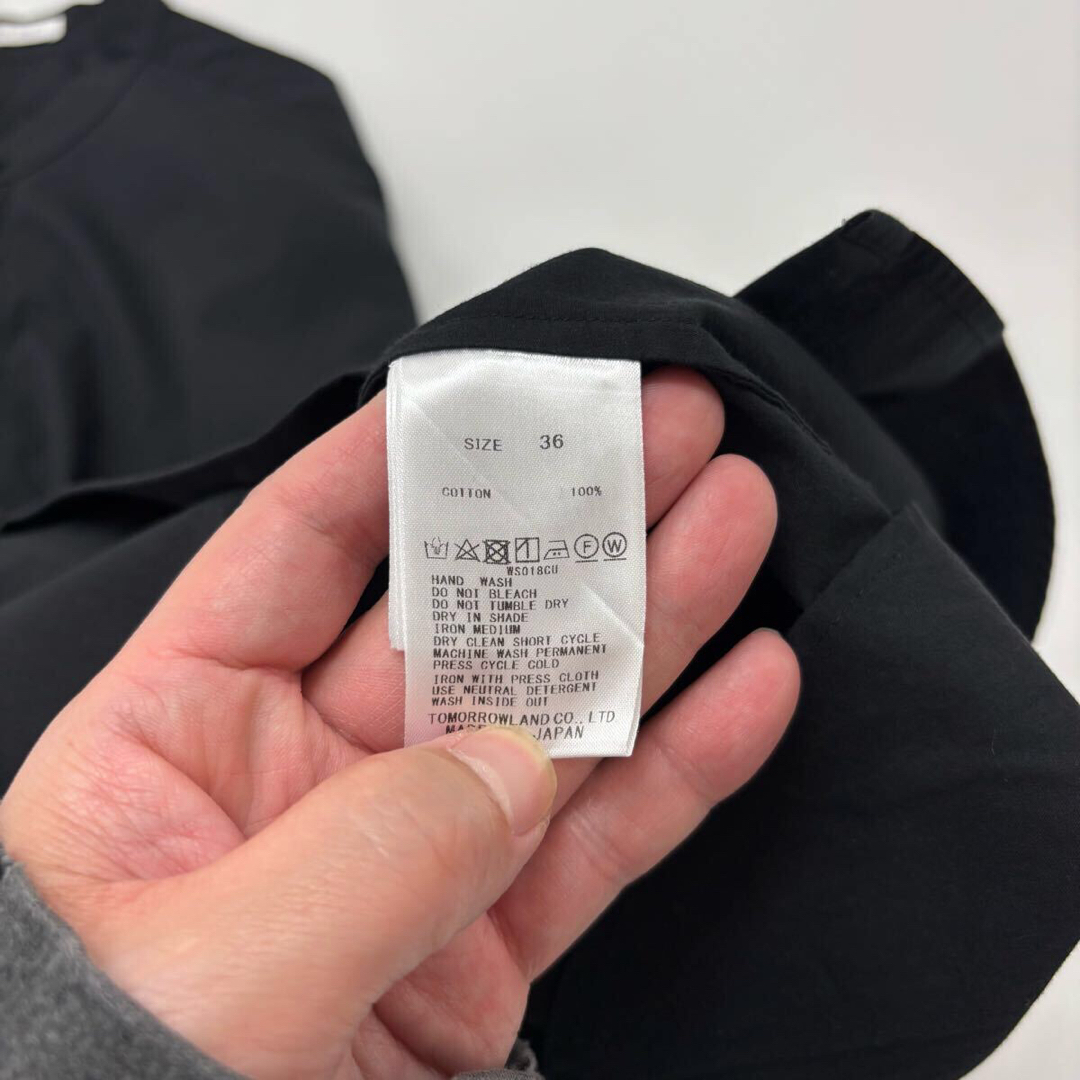 SIZE 36
COTTON 100%
F W
WS018CU
HAND WASH
DO NOT BLEACH
DO NOT TUMBLE DRY
DRY IN SHADE
IRON MEDIUM
DRY CLEAN SHORT CYCLE
MACHINE WASH PERMANENT
PRESS CYCLE COLD
IRON WITH PRESS CLOTH
USE NEUTRAL DETERGENT
WASH INSIDE OUT
TOMORROWLAND CO., LTD
JAPAN